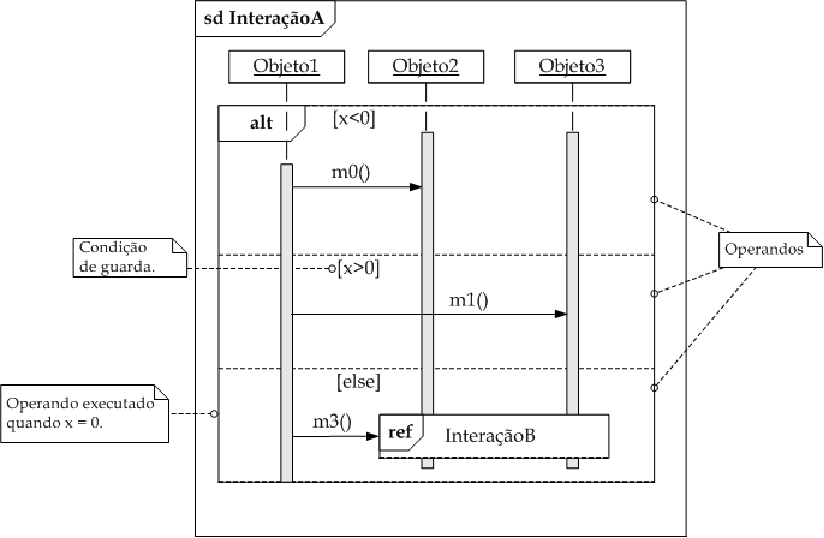 sd InteraçãoA
Objeto1
Objeto2
Objeto3
alt
[x<0]
m0()
Condição
de guarda.
[x>0]
Operandos
m1()
[else]
Operando executado
quando x = 0.
m3()
ref
InteraçãoB